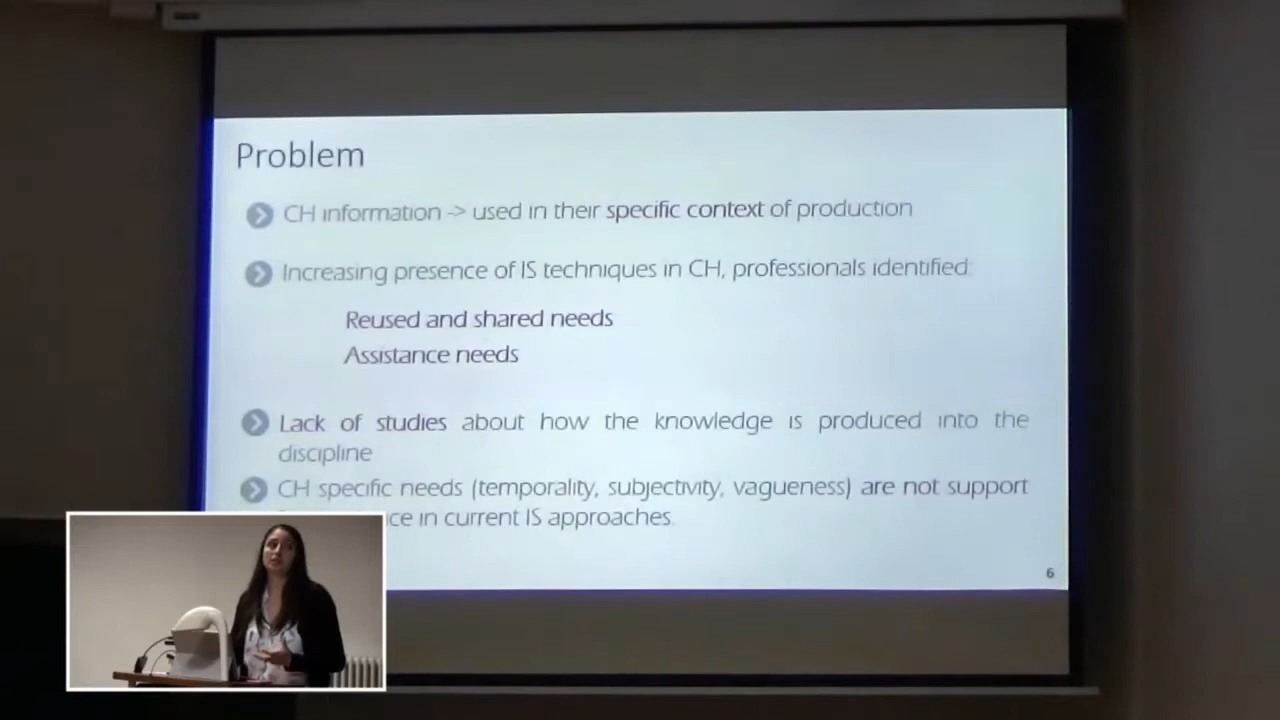 Problem
CH information -> used in their specific context of production
Increasing presence of IS techniques in CH, professionals identified:
Reused and shared needs
Assistance needs
Lack of studies about how the knowledge is produced into the
discipline
CH specific needs (temporality, subjectivity, vagueness) are not support
in current IS approaches.
6